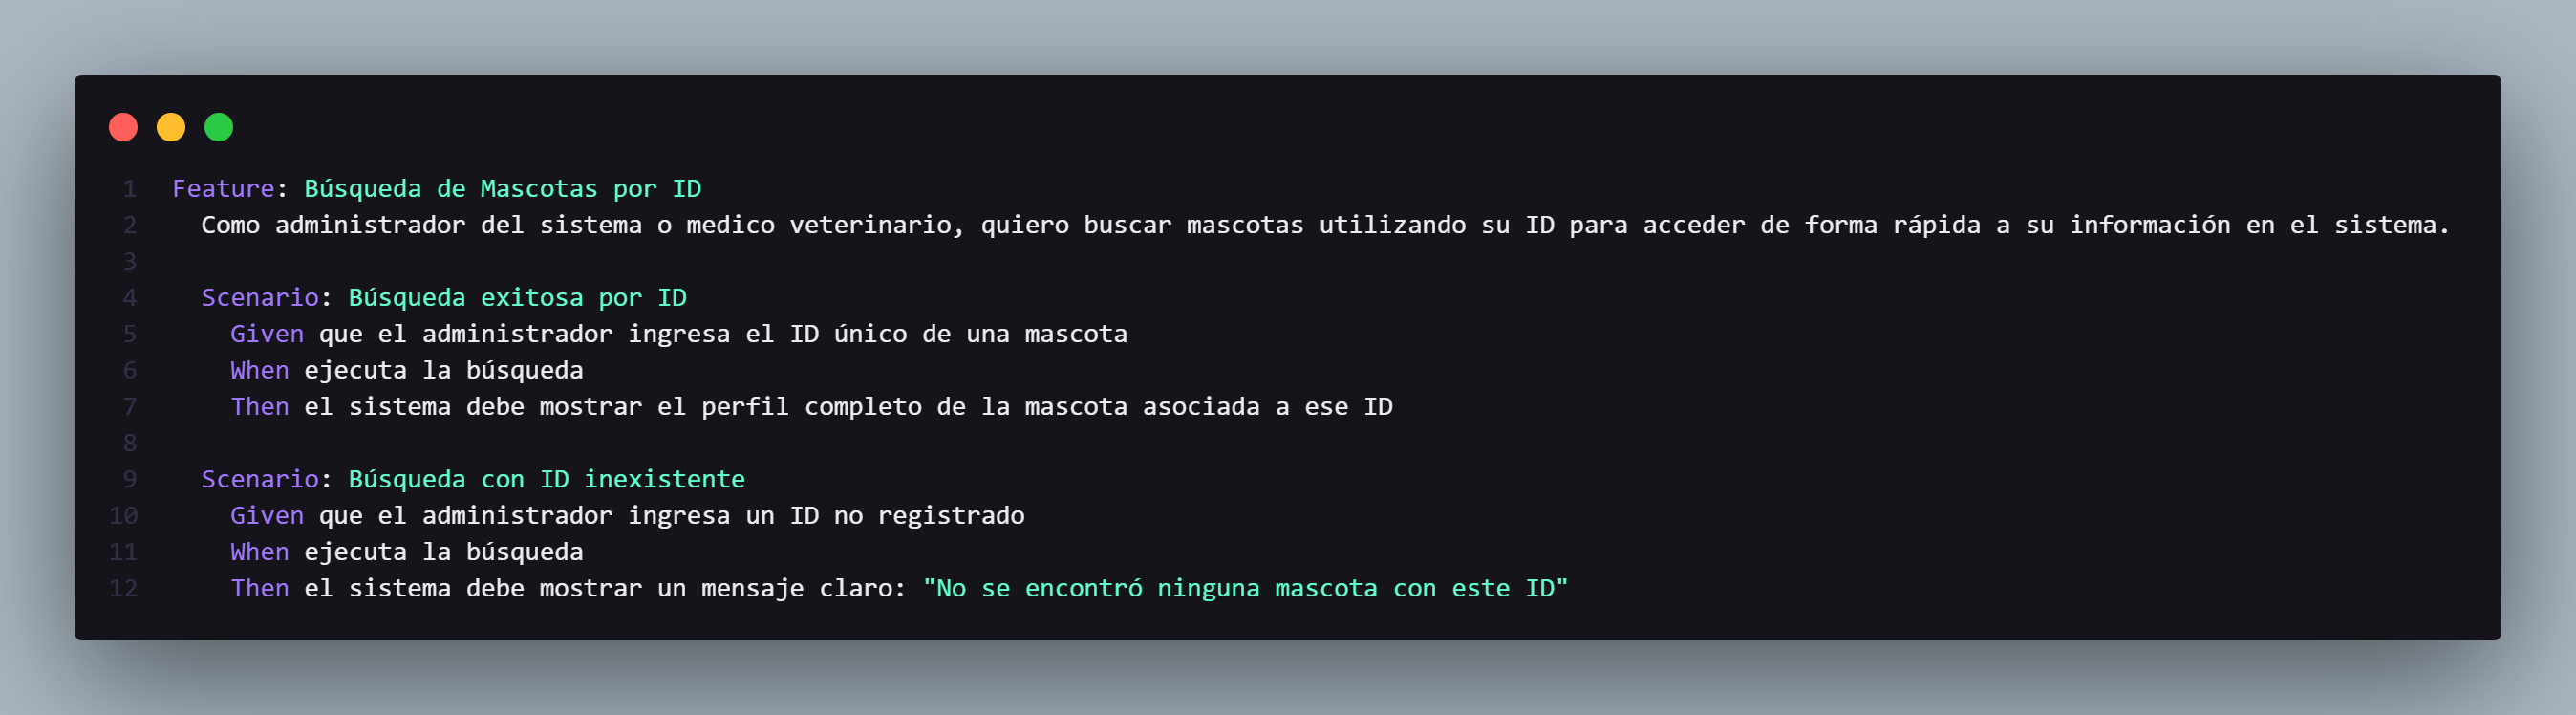 1 Feature: Búsqueda de Mascotas por ID
2 Como administrador del sistema o medico veterinario, quiero buscar mascotas utilizando su ID para acceder de forma rápida a su información en el sistema.
3
4 Scenario: Búsqueda exitosa por ID
5 Given que el administrador ingresa el ID único de una mascota
6 When ejecuta la búsqueda
7 Then el sistema debe mostrar el perfil completo de la mascota asociada a ese ID
8
9 Scenario: Búsqueda con ID inexistente
10 Given que el administrador ingresa un ID no registrado
11 When ejecuta la búsqueda
12 Then el sistema debe mostrar un mensaje claro: "No se encontró ninguna mascota con este ID"